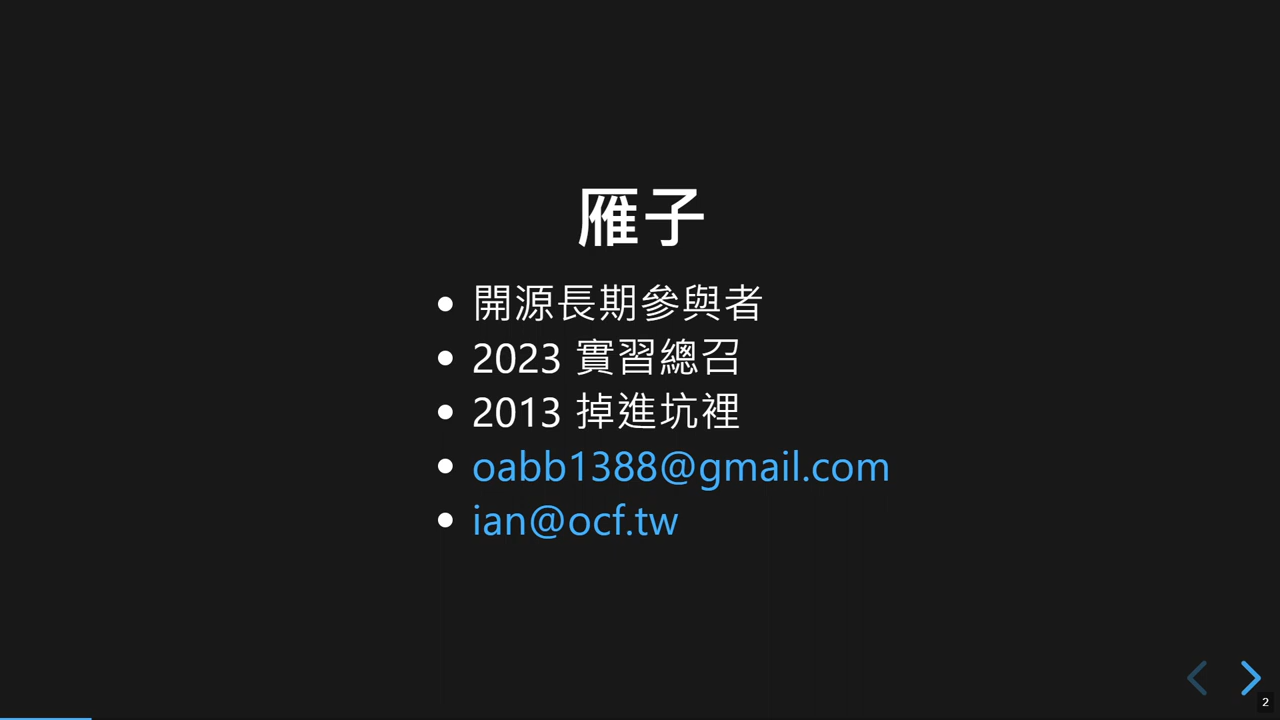 雁子
開源長期參與者
2023 實習總召
2013 掉進坑裡
oabb1388@gmail.com
ian@ocf.tw
2